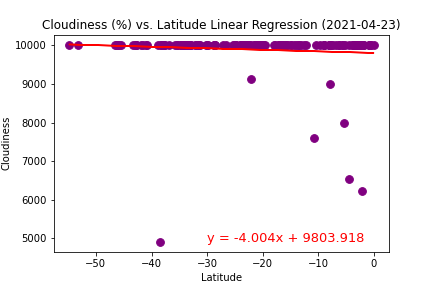 Cloudiness (%) vs. Latitude Linear Regression (2021-04-23)
10000
9000
8000
7000
6000
5000
Cloudiness
y = -4.004x + 9803.918
−50 −40 −30 −20 −10 0
Latitude